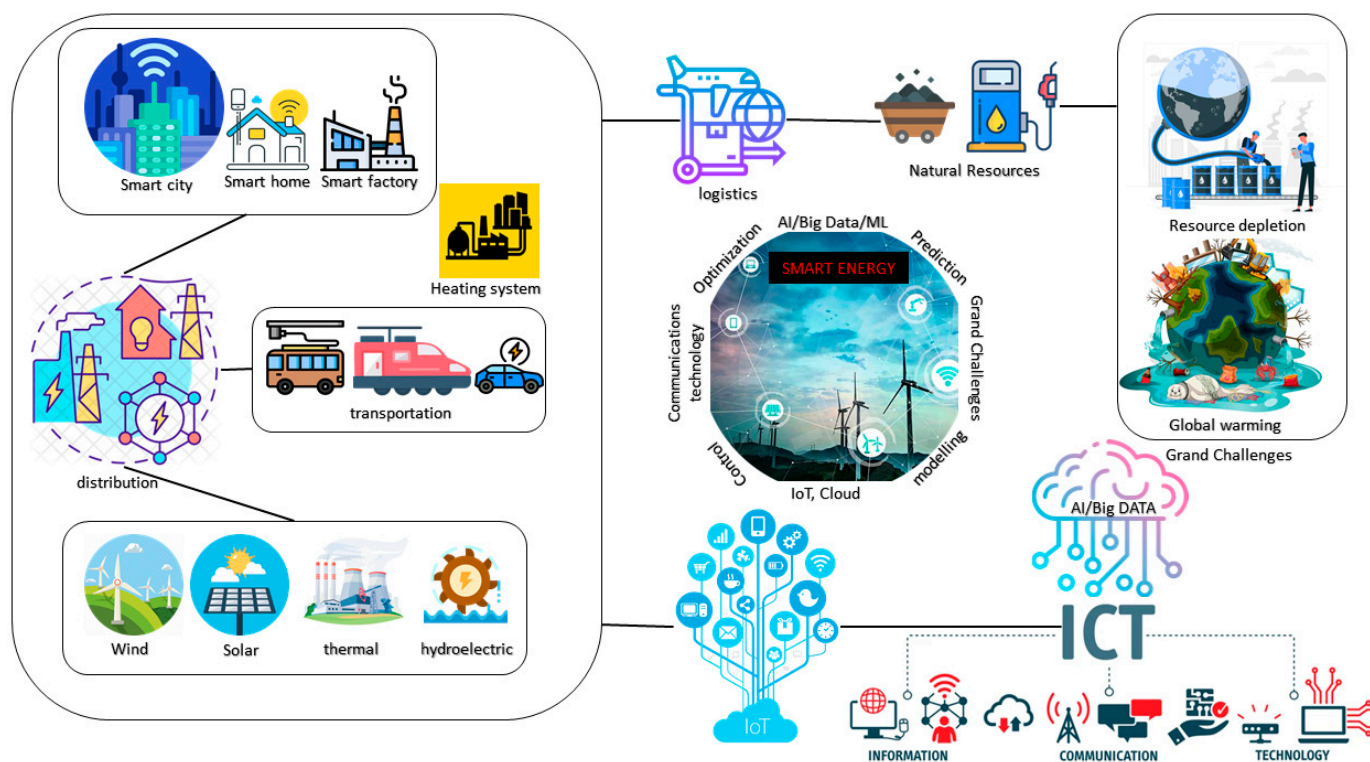 Smart city
Smart home
Smart factory
Heating system
distribution
transportation
Wind
Solar
thermal
hydroelectric
logistics
Natural Resources
Resource depletion
Global warming
Grand Challenges
AI/Big Data/ML
Optimization
Prediction
SMART ENERGY
Communications
technology
Grand Challenges
Control
modelling
IoT, Cloud
IoT
AI/Big DATA
ICT
INFORMATION
COMMUNICATION
TECHNOLOGY